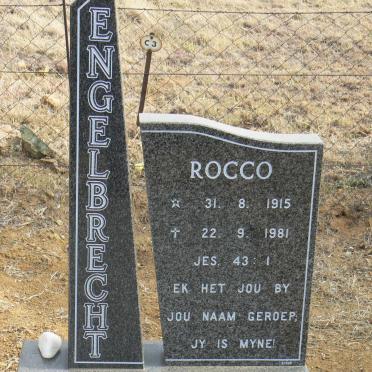 ENGELBRECHT
C3
ROCCO
☆ 31. 8. 1915
✝ 22. 9. 1981
JES. 43 : 1
EK HET JOU BY
JOU NAAM GEROEP,
JY IS MYNE!